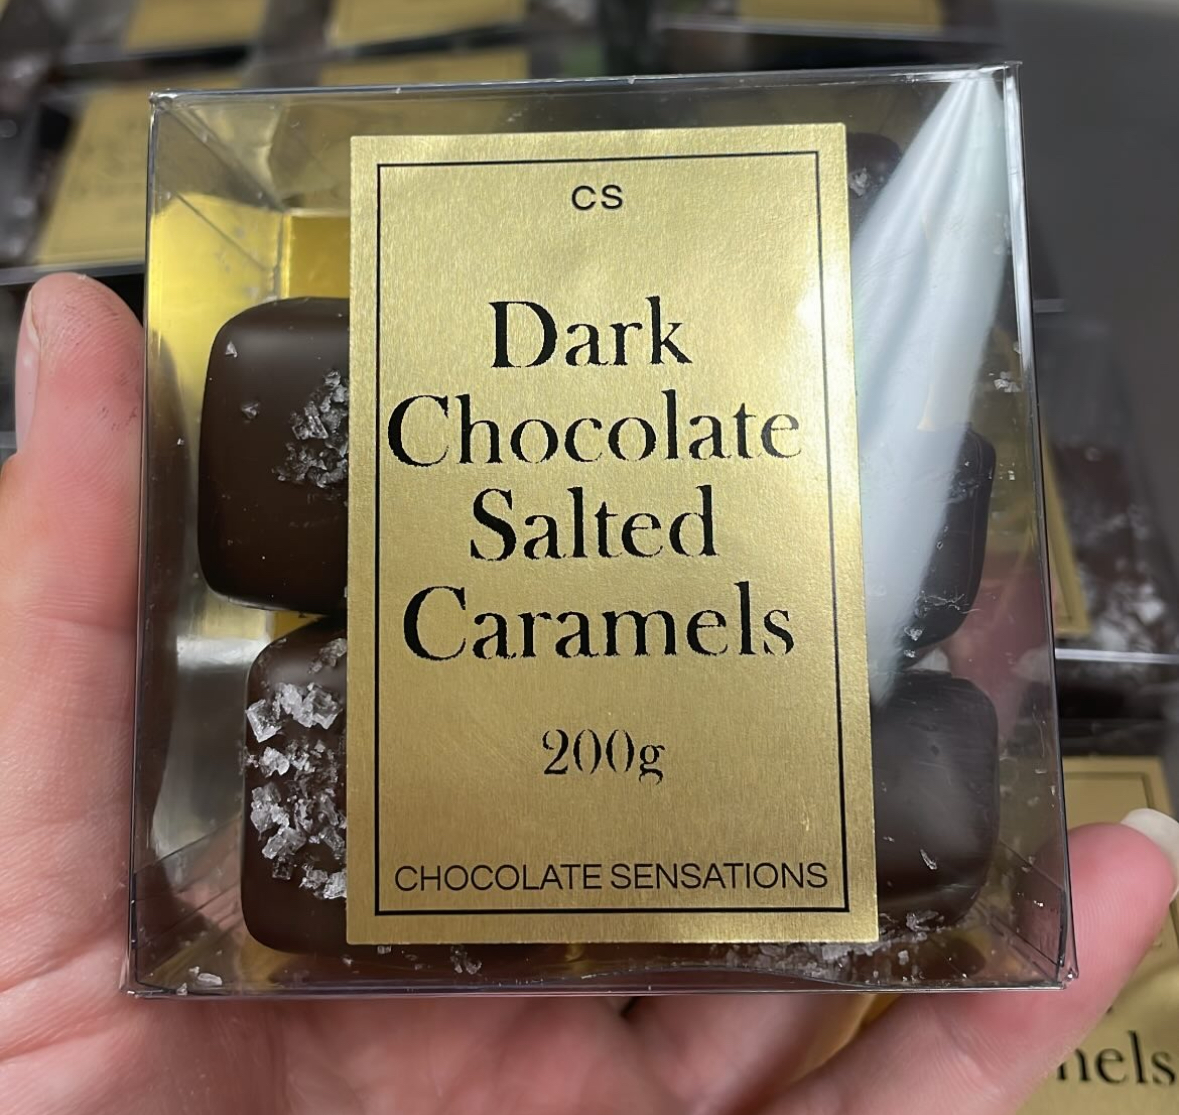 CS
Dark
Chocolate
Salted
Caramels
200g
CHOCOLATE SENSATIONS